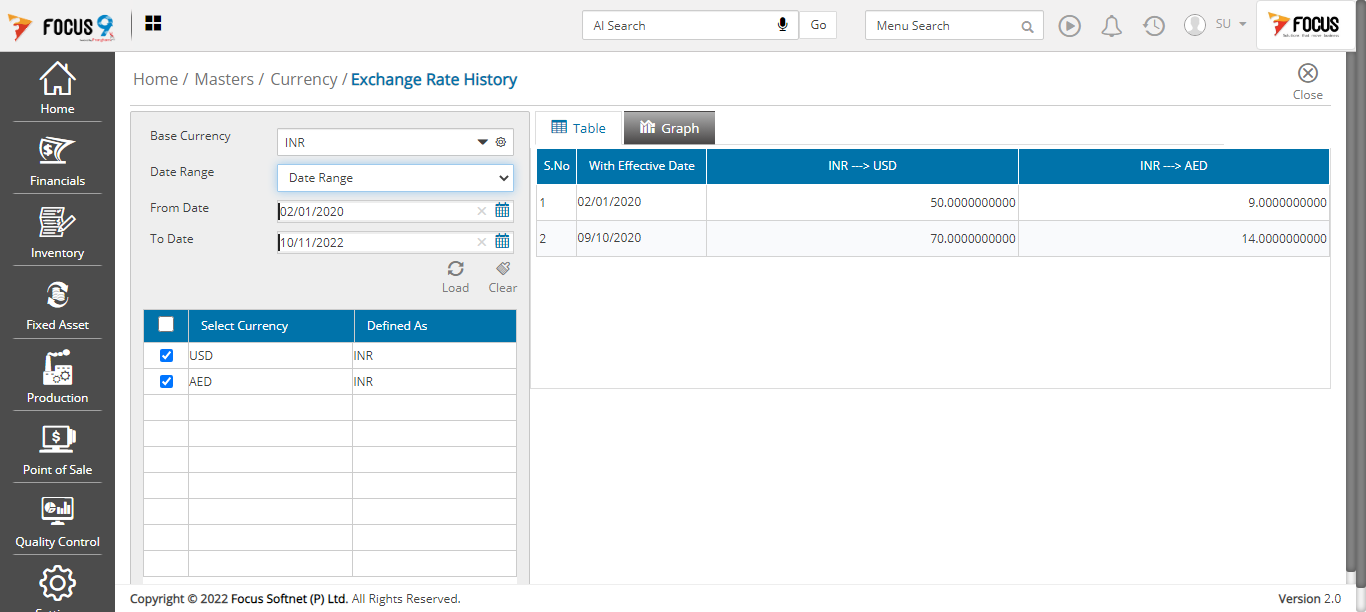 FOCUS 9
AI Search
Go
Menu Search
SU
FOCUS
Home
Financials
Inventory
Fixed Asset
Production
Point of Sale
Quality Control
Home / Masters / Currency / Exchange Rate History
Close
Base Currency
INR
Date Range
Date Range
From Date
02/01/2020
To Date
10/11/2022
Load
Clear
Select Currency Defined As
USD INR
AED INR
Table
Graph
S.No With Effective Date INR ---> USD INR ---> AED
1 02/01/2020 50.0000000000 9.0000000000
2 09/10/2020 70.0000000000 14.0000000000
Copyright © 2022 Focus Softnet (P) Ltd. All Rights Reserved.
Version 2.0